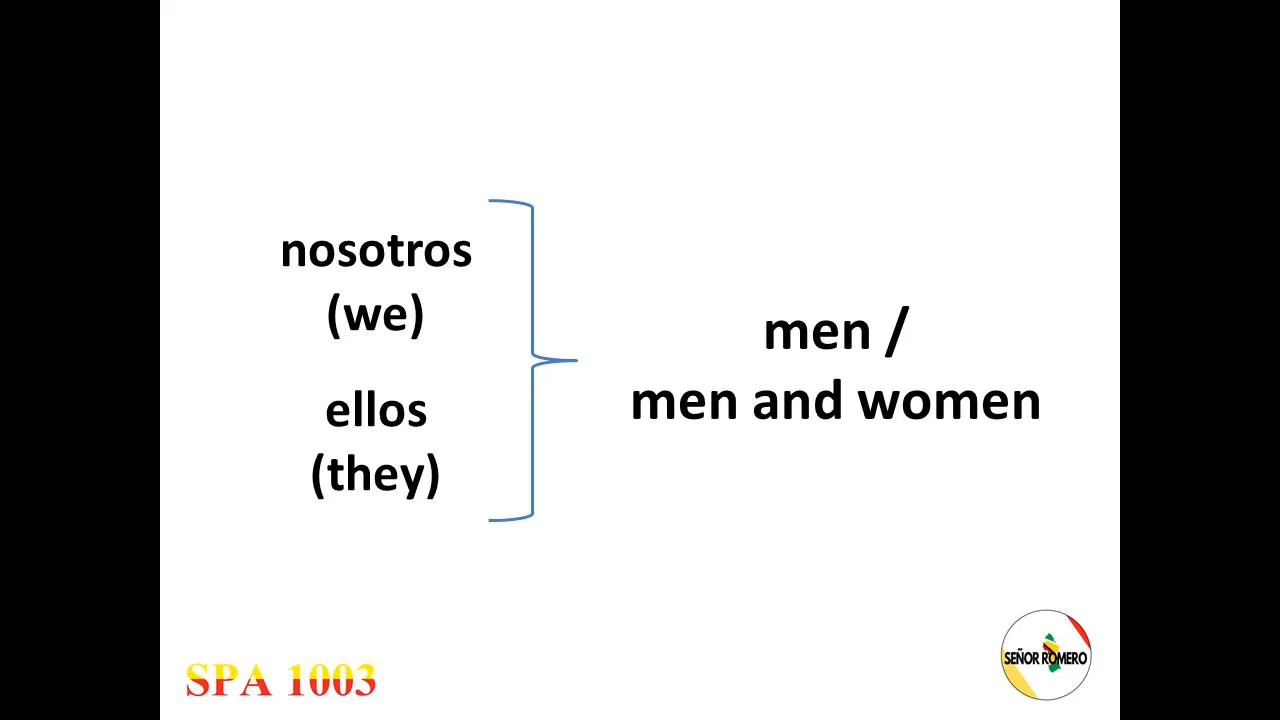 nosotros
(we)
ellos
(they)
men /
men and women
SPA 1003
SEÑOR ROMERO